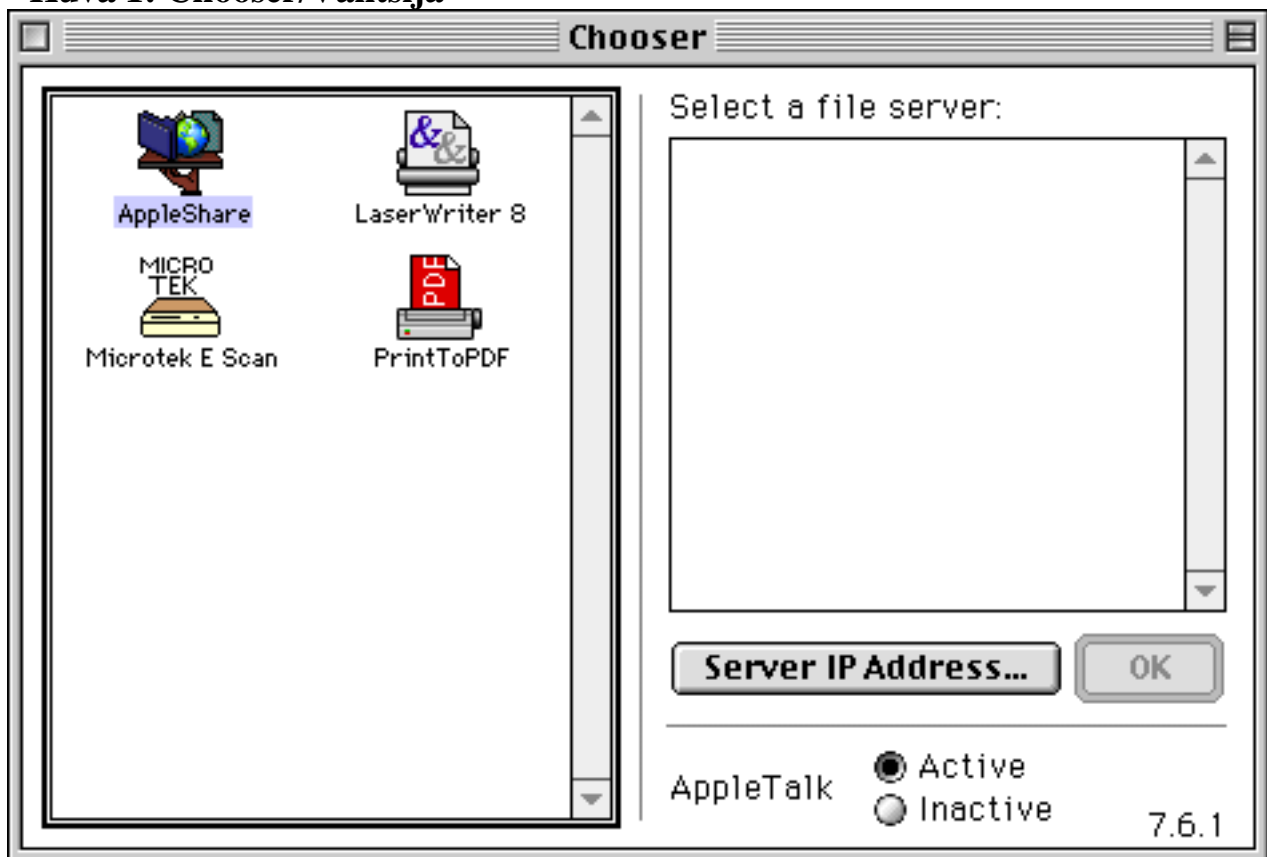 Chooser
AppleShare
LaserWriter 8
&&
MICRO
TEK
Microtek E Scan
PDF
PrintToPDF
Select a file server:
Server IP Address...
OK
AppleTalk
Active
Inactive
7.6.1